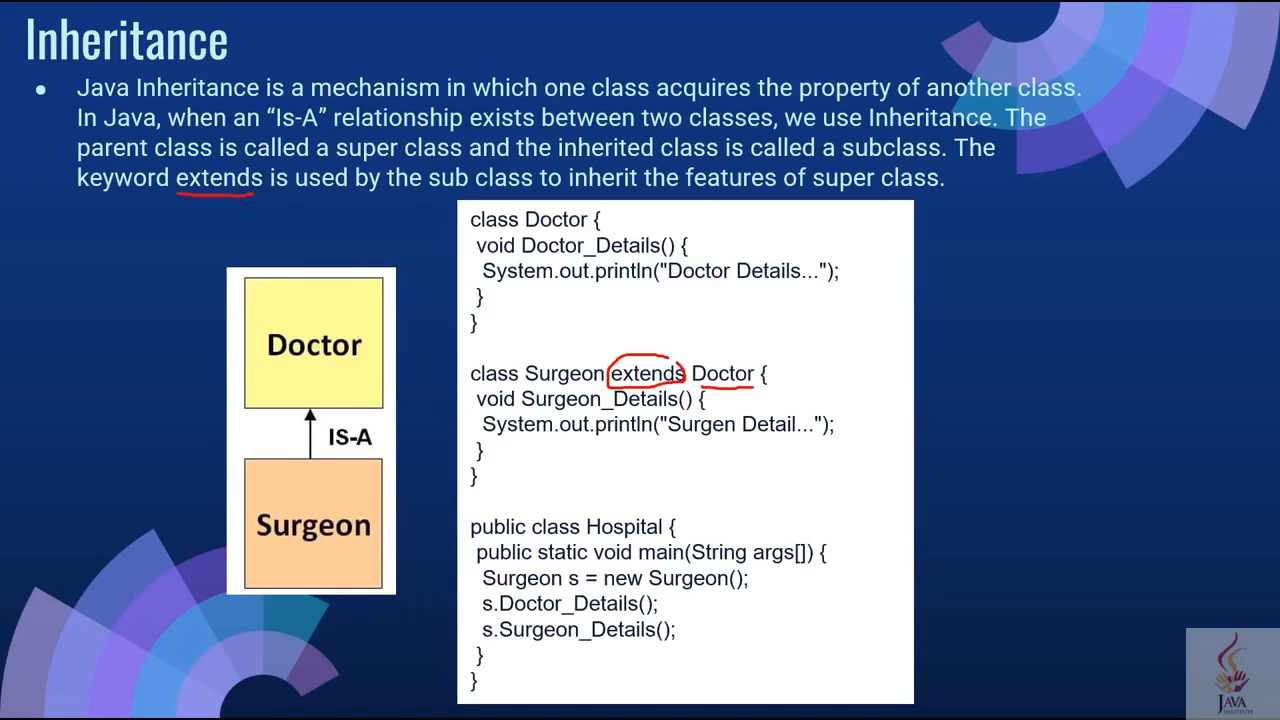 Inheritance
● Java Inheritance is a mechanism in which one class acquires the property of another class.
In Java, when an “Is-A” relationship exists between two classes, we use Inheritance. The
parent class is called a super class and the inherited class is called a subclass. The
keyword extends is used by the sub class to inherit the features of super class.
Doctor
IS-A
Surgeon
class Doctor {
void Doctor_Details() {
System.out.println("Doctor Details...");
}
}
class Surgeon extends Doctor {
void Surgeon_Details() {
System.out.println("Surgen Detail...");
}
}
public class Hospital {
public static void main(String args[]) {
Surgeon s = new Surgeon();
s.Doctor_Details();
s.Surgeon_Details();
}
}
JAVA
INSTITUTE